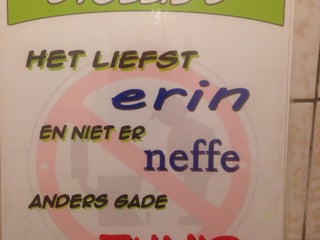 HET LIEFST
erin
EN NIET ER
neffe
ANDERS GADE